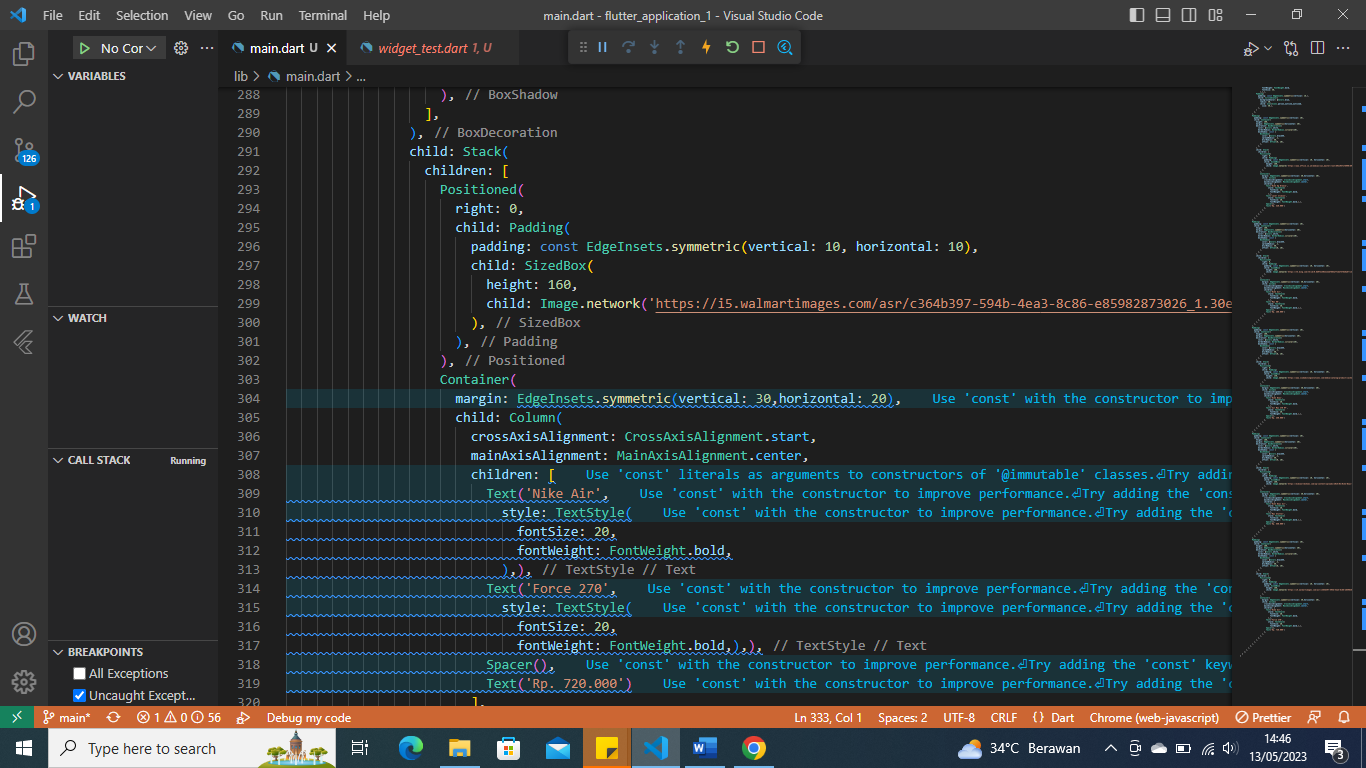 File Edit Selection View Go Run Terminal Help main.dart - flutter_application_1 - Visual Studio Code
No Cor
main.dart U
widget_test.dart 1, U
lib > main.dart > ...
VARIABLES
WATCH
CALL STACK Running
BREAKPOINTS
All Exceptions
Uncaught Except...
126
1
288 ), // BoxShadow
289 ],
290 ), // BoxDecoration
291 child: Stack(
292 children: [
293 Positioned(
294 right: 0,
295 child: Padding(
296 padding: const EdgeInsets.symmetric(vertical: 10, horizontal: 10),
297 child: SizedBox(
298 height: 160,
299 child: Image.network('https://i5.walmartimages.com/asr/c364b397-594b-4ea3-8c86-e85982873026_1.30e
300 ), // SizedBox
301 ), // Padding
302 ), // Positioned
303 Container(
304 margin: EdgeInsets.symmetric(vertical: 30,horizontal: 20), Use 'const' with the constructor to imp
305 child: Column(
306 crossAxisAlignment: CrossAxisAlignment.start,
307 mainAxisAlignment: MainAxisAlignment.center,
308 children: [ Use 'const' literals as arguments to constructors of '@immutable' classes.⏎Try addin
309 Text('Nike Air', Use 'const' with the constructor to improve performance.⏎Try adding the 'cons
310 style: TextStyle( Use 'const' with the constructor to improve performance.⏎Try adding the 'c
311 fontSize: 20,
312 fontWeight: FontWeight.bold,
313 ),), // TextStyle // Text
314 Text('Force 270', Use 'const' with the constructor to improve performance.⏎Try adding the 'con
315 style: TextStyle( Use 'const' with the constructor to improve performance.⏎Try adding the 'c
316 fontSize: 20,
317 fontWeight: FontWeight.bold,),), // TextStyle // Text
318 Spacer(), Use 'const' with the constructor to improve performance.⏎Try adding the 'const' keyw
319 Text('Rp. 720.000') Use 'const' with the constructor to improve performance.⏎Try adding the 'c
320 ],
main* 1 0 56 Debug my code Ln 333, Col 1 Spaces: 2 UTF-8 CRLF {} Dart Chrome (web-javascript) Prettier
Type here to search
34°C Berawan
14:46
13/05/2023
3